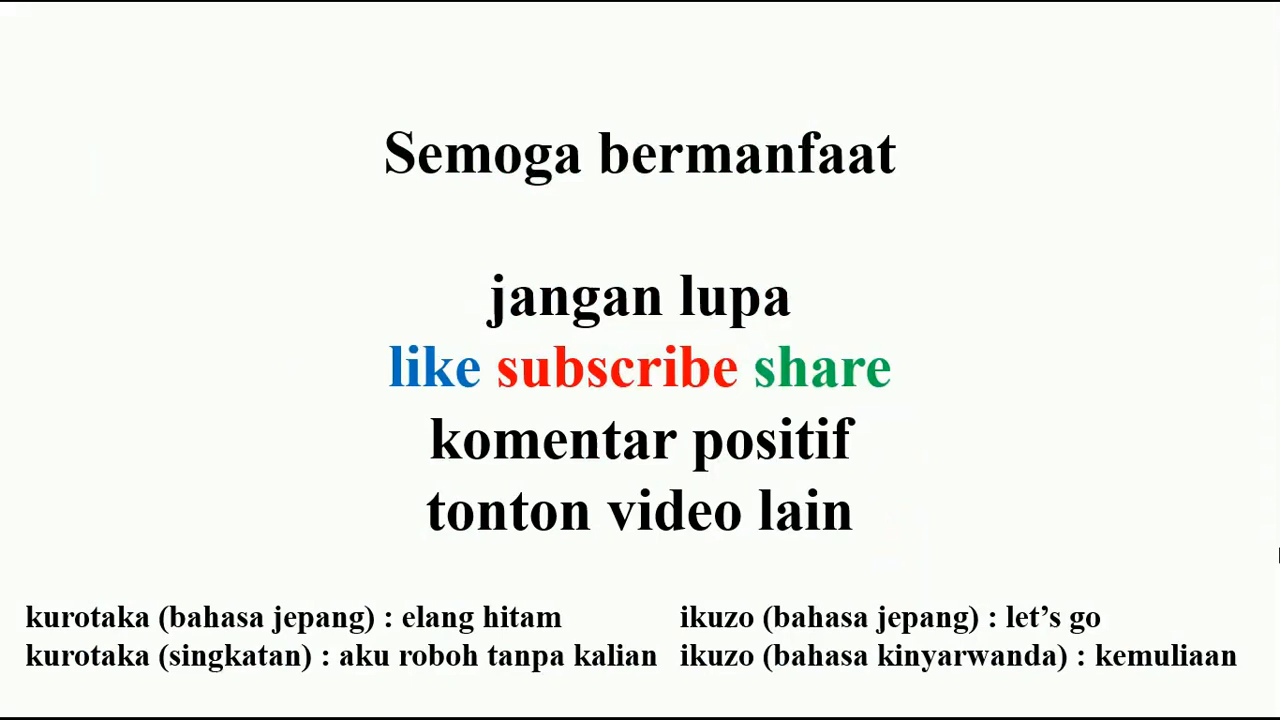 Semoga bermanfaat
jangan lupa
like subscribe share
komentar positif
tonton video lain
kurotaka (bahasa jepang) : elang hitam
kurotaka (singkatan) : aku roboh tanpa kalian
ikuzo (bahasa jepang) : let’s go
ikuzo (bahasa kinyarwanda) : kemuliaan